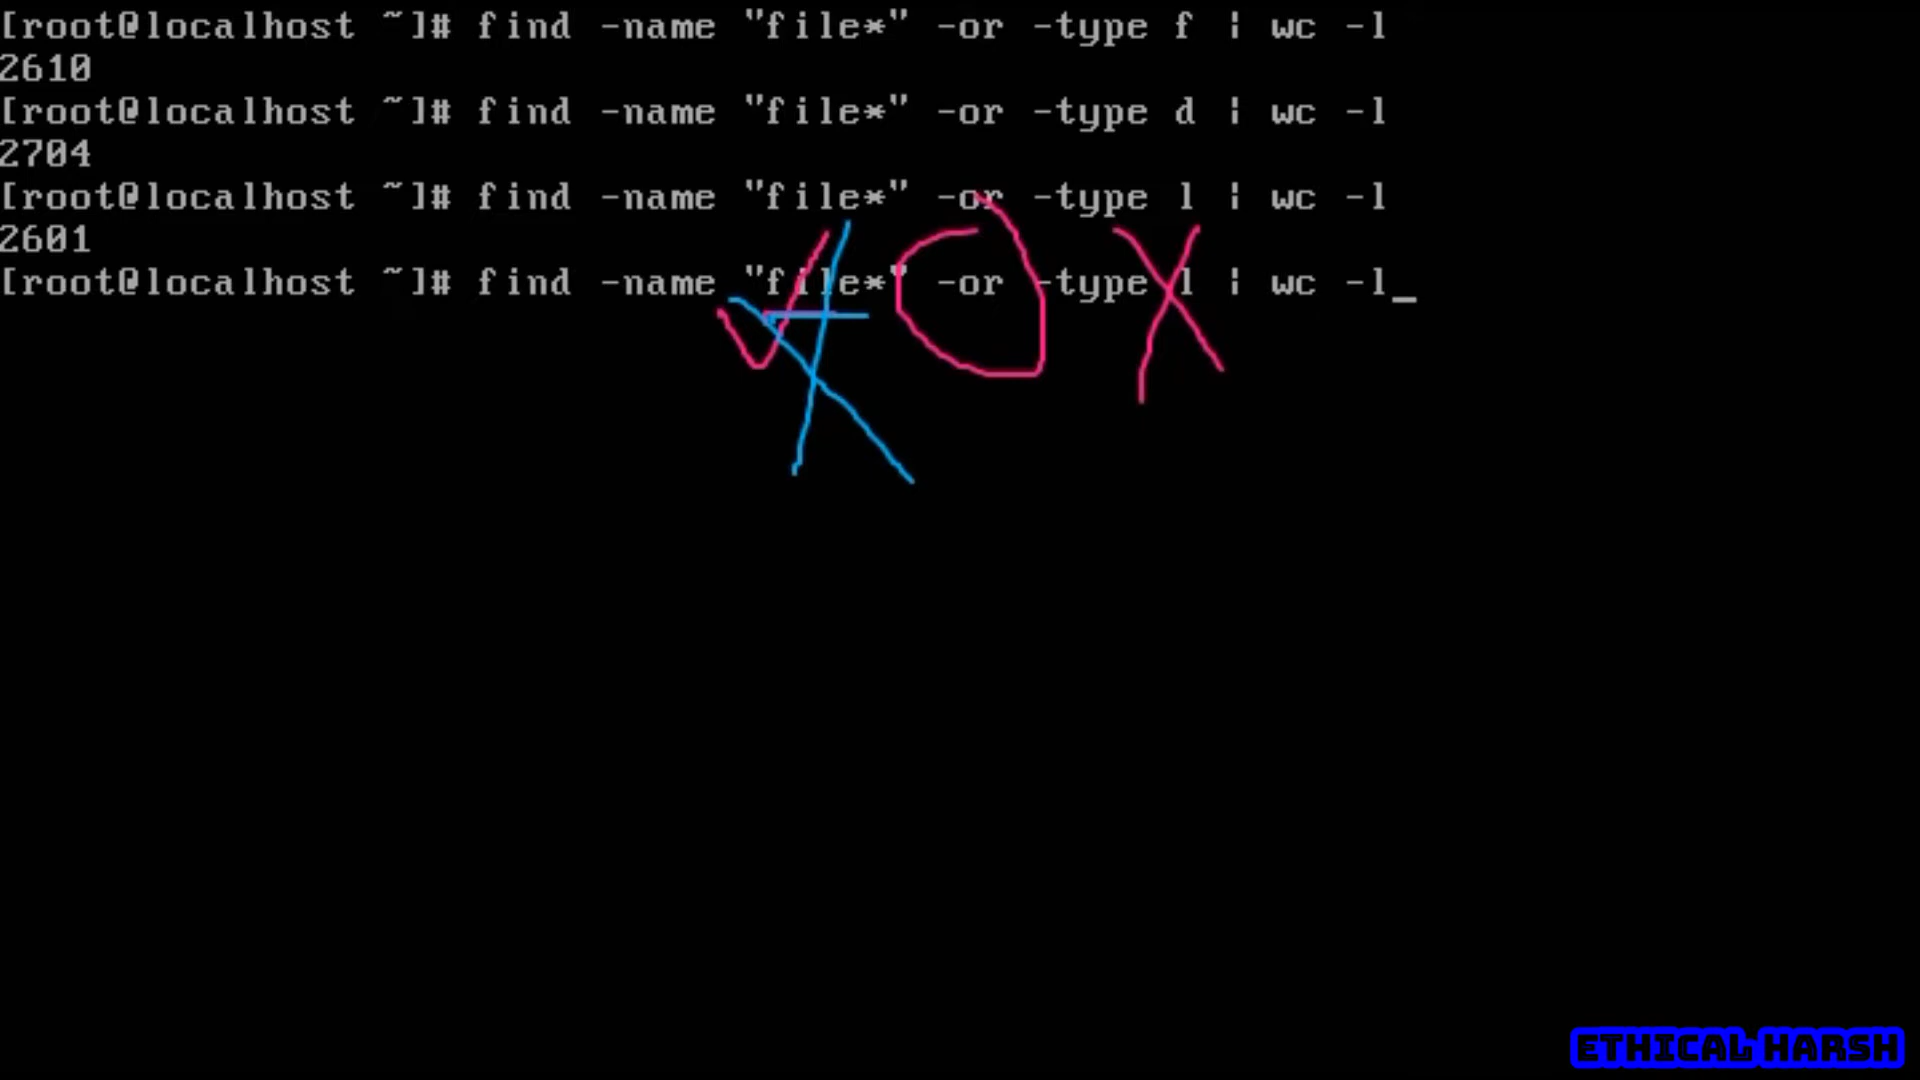 [root@localhost ~]# find -name "file*" -or -type f | wc -l
2610
[root@localhost ~]# find -name "file*" -or -type d | wc -l
2704
[root@localhost ~]# find -name "file*" -or -type l | wc -l
2601
[root@localhost ~]# find -name "file*" -or -type l | wc -l_
ETHICAL HARSH